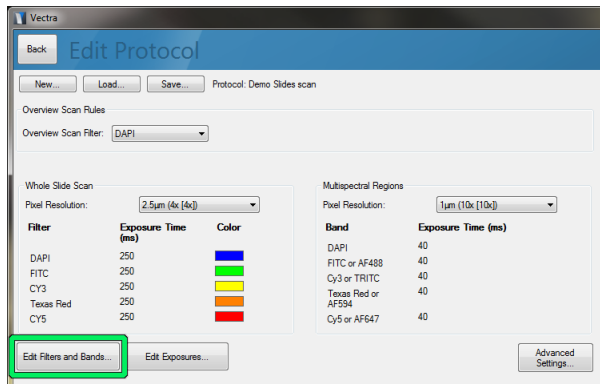 Vectra
Back Edit Protocol
New... Load... Save... Protocol: Demo Slides scan
Overview Scan Rules
Overview Scan Filter: DAPI
Whole Slide Scan
Pixel Resolution: 2.5µm (4x [4x])
Filter Exposure Time (ms) Color
DAPI 250
FITC 250
CY3 250
Texas Red 250
CY5 250
Multispectral Regions
Pixel Resolution: 1µm (10x [10x])
Band Exposure Time (ms)
DAPI 40
FITC or AF488 40
Cy3 or TRITC 40
Texas Red or AF594 40
Cy5 or AF647 40
Edit Filters and Bands... Edit Exposures... Advanced Settings...